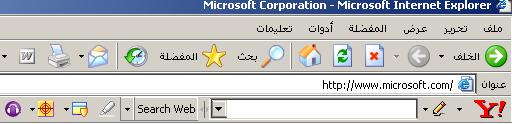 Microsoft Corporation - Microsoft Internet Explorer
ملف تحرير عرض المفضلة أدوات تعليمات
الخلف بحث المفضلة
عنوان http://www.microsoft.com/
Y! Search Web